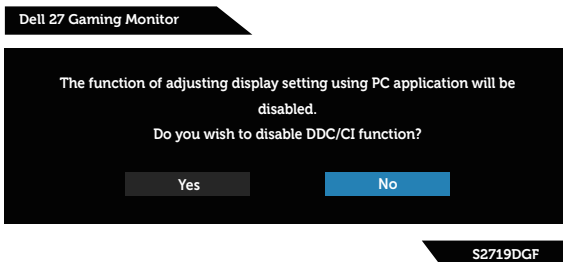 Dell 27 Gaming Monitor
The function of adjusting display setting using PC application will be
disabled.
Do you wish to disable DDC/CI function?
Yes
No
S2719DGF